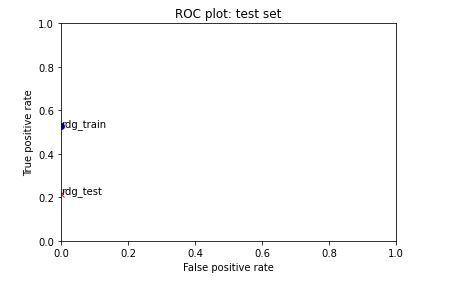 ROC plot: test set
1.0
0.8
0.6
0.4
0.2
0.0
True positive rate
rdg_train
rdg_test
0.0 0.2 0.4 0.6 0.8 1.0
False positive rate